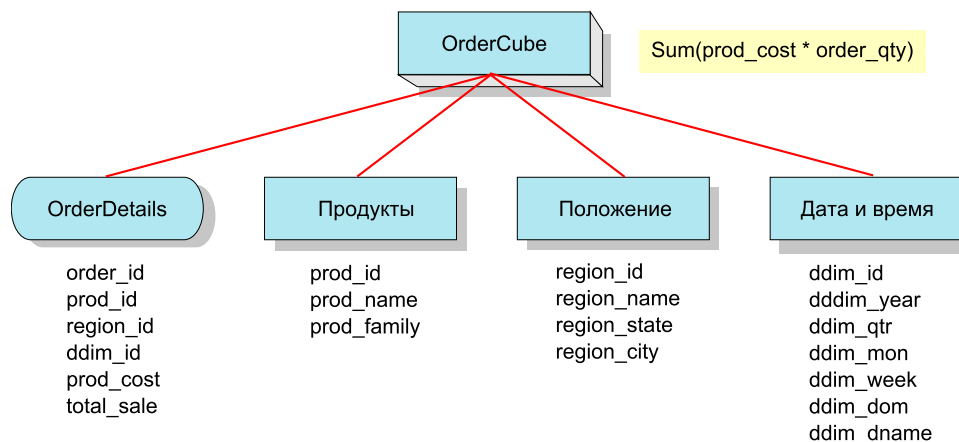 OrderCube
Sum(prod_cost * order_qty)
OrderDetails
Продукты
Положение
Дата и время
order_id
prod_id
region_id
ddim_id
prod_cost
total_sale
prod_id
prod_name
prod_family
region_id
region_name
region_state
region_city
ddim_id
dddim_year
ddim_qtr
ddim_mon
ddim_week
ddim_dom
ddim_dname